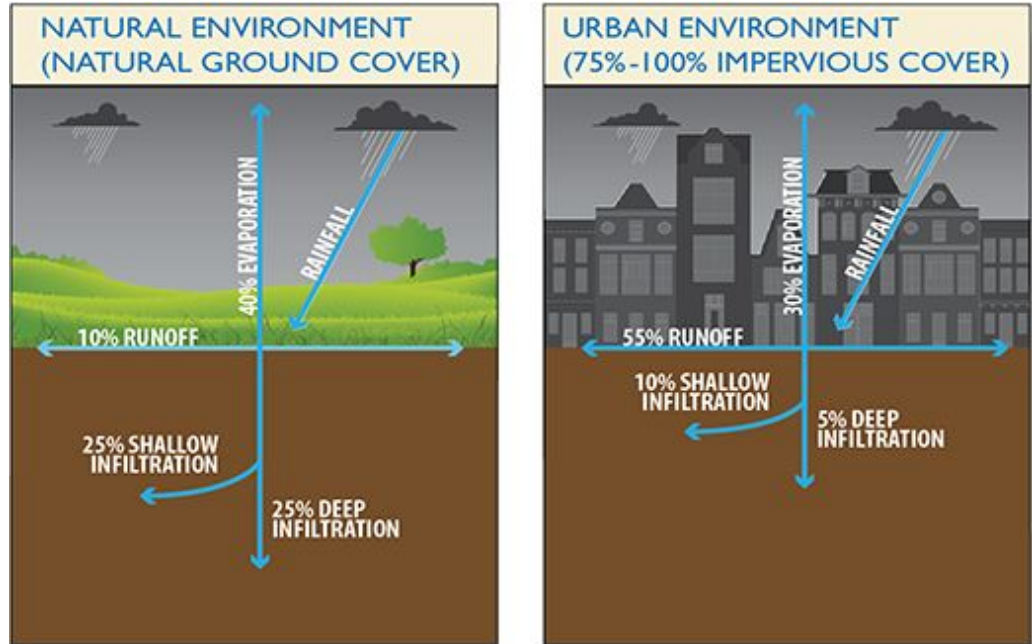 NATURAL ENVIRONMENT
(NATURAL GROUND COVER)
40% EVAPORATION
RAINFALL
10% RUNOFF
25% SHALLOW
INFILTRATION
25% DEEP
INFILTRATION
URBAN ENVIRONMENT
(75%-100% IMPERVIOUS COVER)
30% EVAPORATION
RAINFALL
55% RUNOFF
10% SHALLOW
INFILTRATION
5% DEEP
INFILTRATION